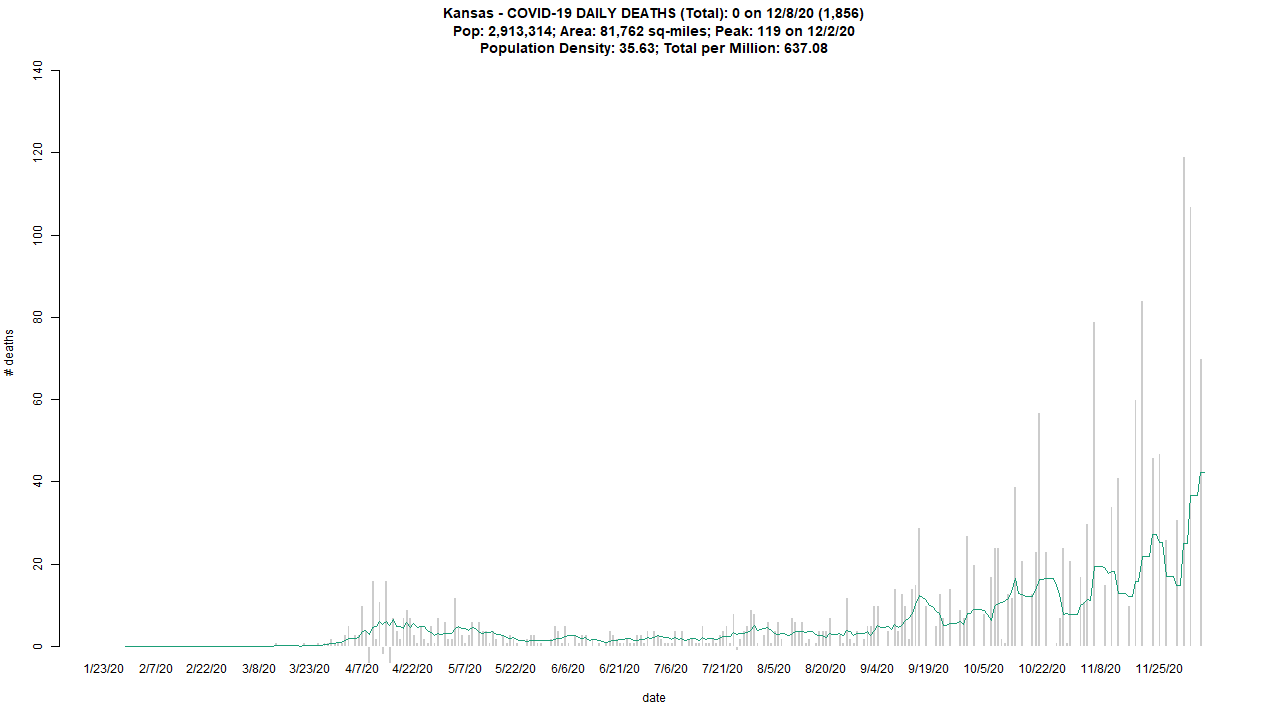 Kansas - COVID-19 DAILY DEATHS (Total): 0 on 12/8/20 (1,856)
Pop: 2,913,314; Area: 81,762 sq-miles; Peak: 119 on 12/2/20
Population Density: 35.63; Total per Million: 637.08
140
120
100
80
60
40
20
0
# deaths
1/23/20 2/7/20 2/22/20 3/8/20 3/23/20 4/7/20 4/22/20 5/7/20 5/22/20 6/6/20 6/21/20 7/6/20 7/21/20 8/5/20 8/20/20 9/4/20 9/19/20 10/5/20 10/22/20 11/8/20 11/25/20
date